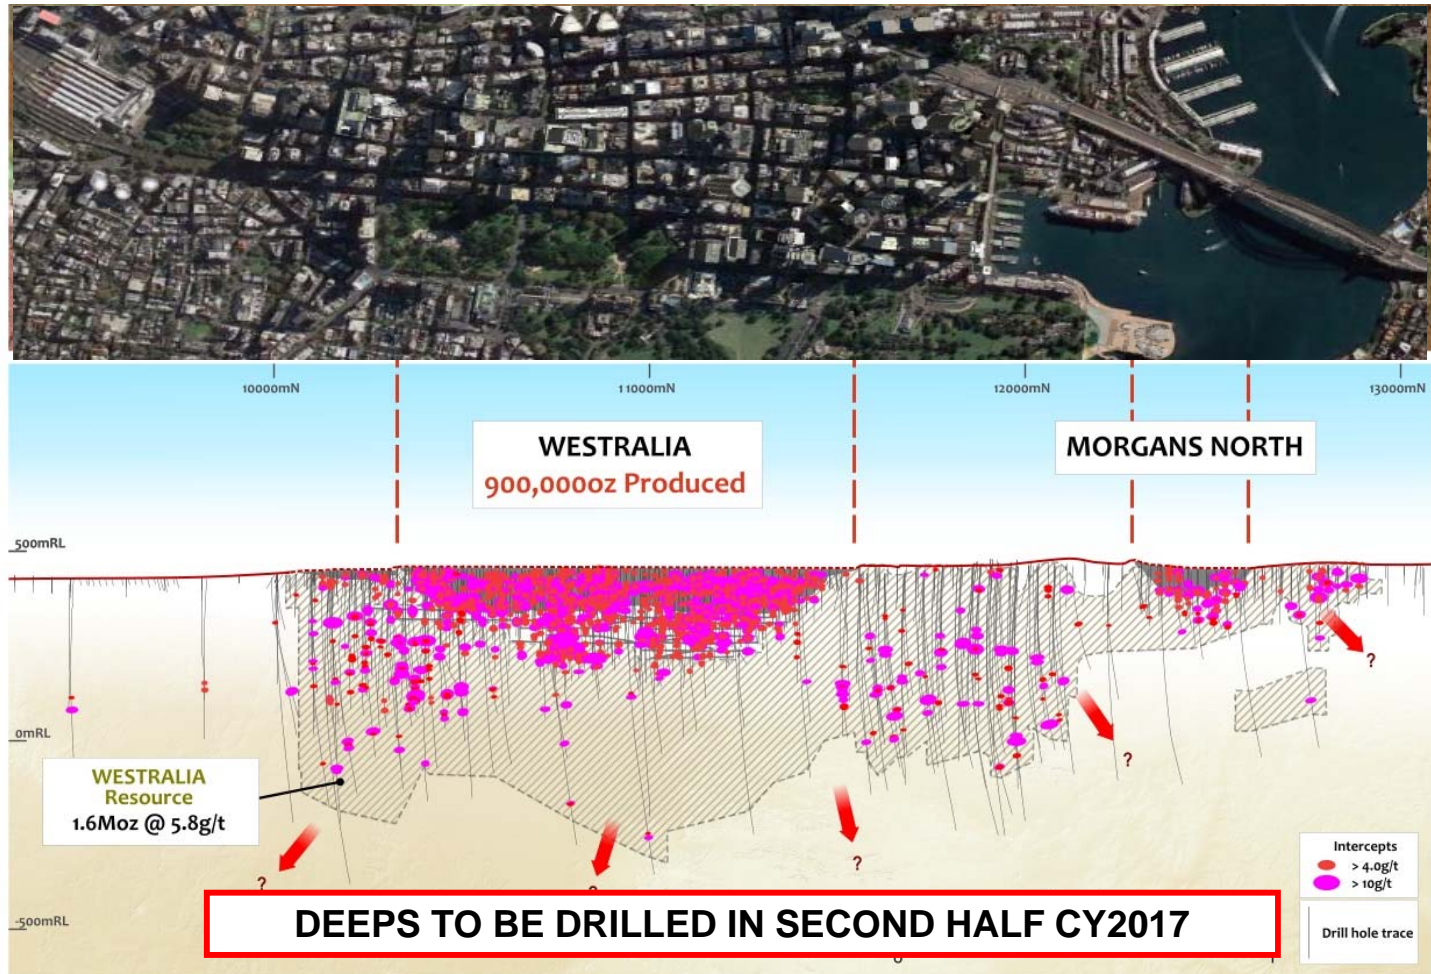 10000mN
11000mN
12000mN
13000mN
WESTRALIA
900,000oz Produced
MORGANS NORTH
500mRL
0mRL
WESTRALIA
Resource
1.6Moz @ 5.8g/t
?
?
?
?
?
Intercepts
> 4.0g/t
> 10g/t
Drill hole trace
-500mRL
DEEPS TO BE DRILLED IN SECOND HALF CY2017